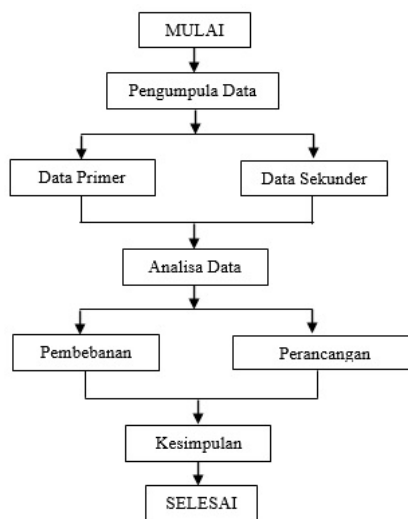 MULAI
Pengumpula Data
Data Primer
Data Sekunder
Analisa Data
Pembebanan
Perancangan
Kesimpulan
SELESAI